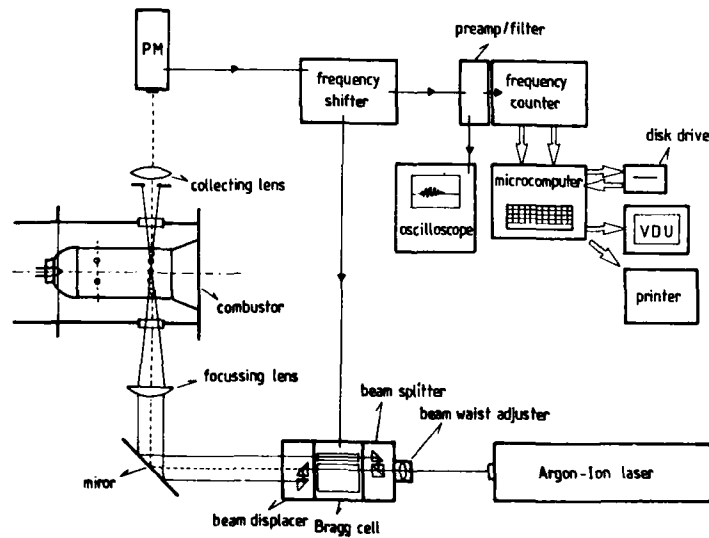 PM
preamp/filter
frequency
shifter
frequency
counter
disk drive
collecting lens
microcomputer
oscilloscope
VDU
combustor
printer
focussing lens
beam splitter
beam waist adjuster
Argon-Ion laser
miror
beam displacer
Bragg cell